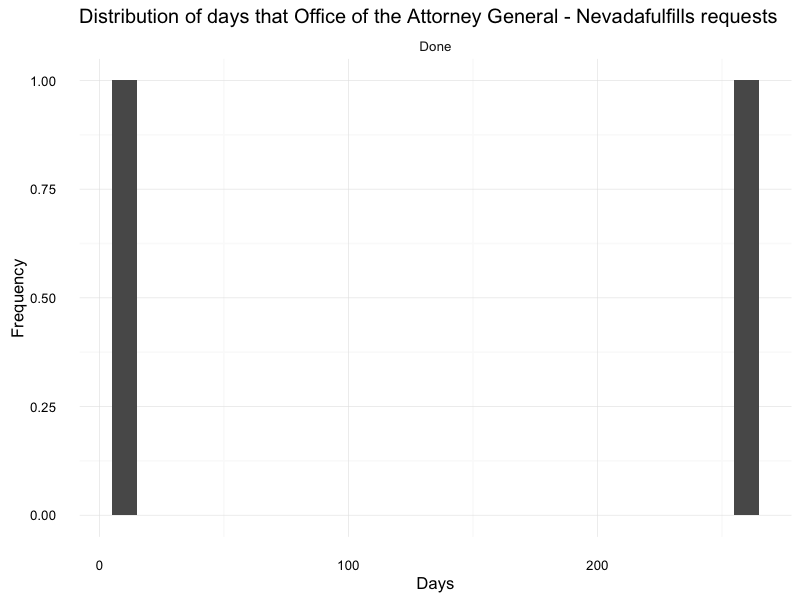 Distribution of days that Office of the Attorney General - Nevadafulfills requests
Done
1.00
0.75
0.50
0.25
0.00
Frequency
0 100 200
Days